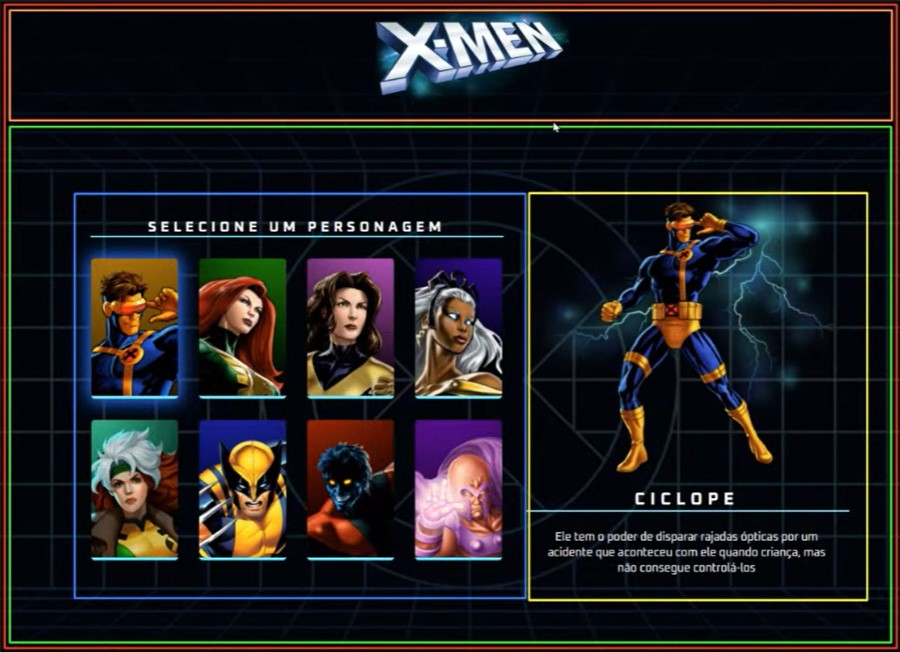 X-MEN
SELECIONE UM PERSONAGEM
CICLOPE
Ele tem o poder de disparar rajadas ópticas por um
acidente que aconteceu com ele quando criança, mas
não consegue controlá-los